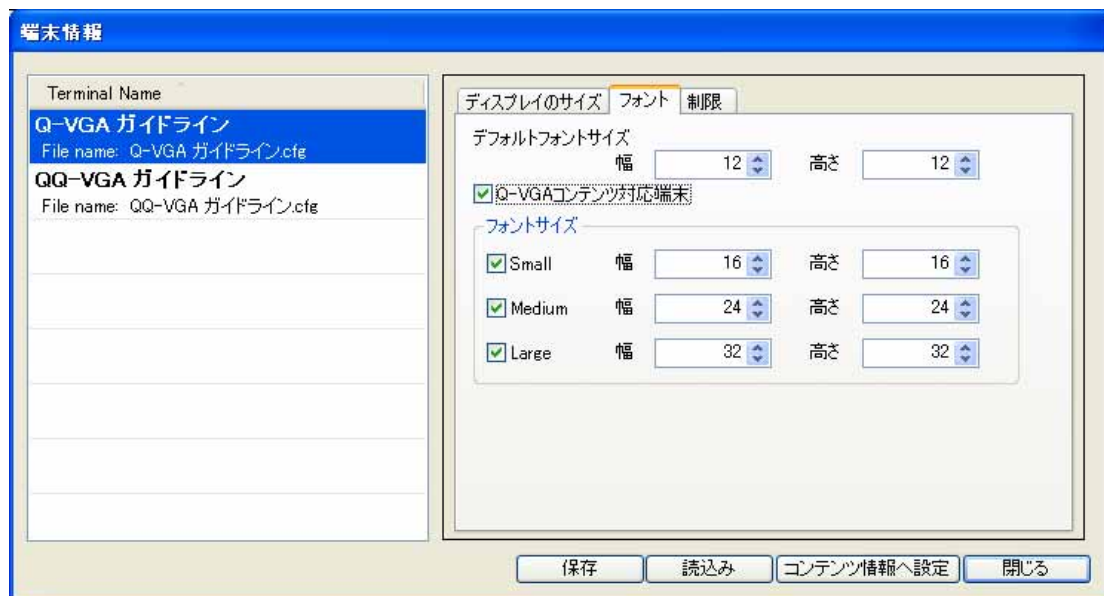 端末情報
Terminal Name
Q-VGA ガイドライン
File name: Q-VGA ガイドライン.cfg
QQ-VGA ガイドライン
File name: QQ-VGA ガイドライン.cfg
ディスプレイのサイズ フォント 制限
デフォルトフォントサイズ
幅 12 高さ 12
Q-VGAコンテンツ対応端末
フォントサイズ
Small 幅 16 高さ 16
Medium 幅 24 高さ 24
Large 幅 32 高さ 32
保存 読込み コンテンツ情報へ設定 閉じる